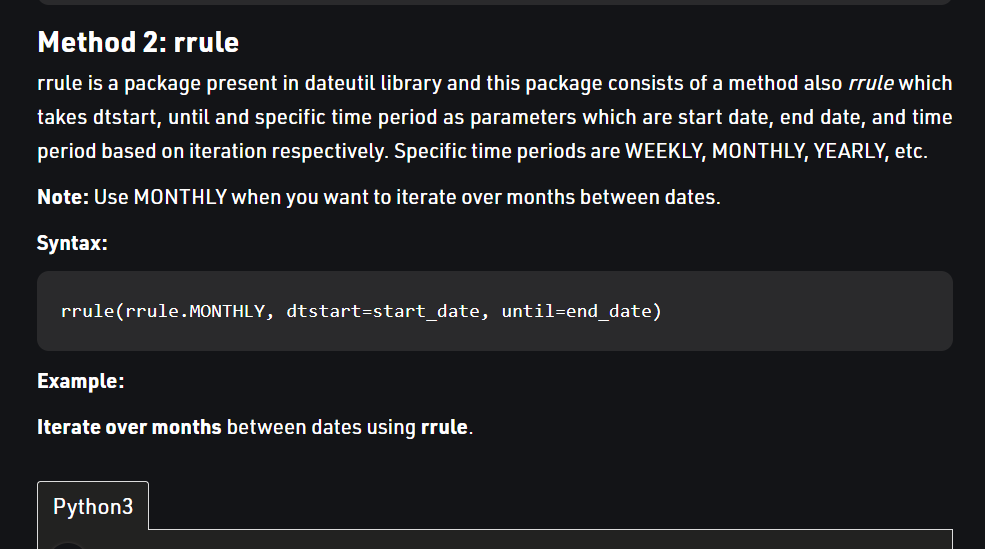 Method 2: rrule
rrule is a package present in dateutil library and this package consists of a method also rrule which
takes dtstart, until and specific time period as parameters which are start date, end date, and time
period based on iteration respectively. Specific time periods are WEEKLY, MONTHLY, YEARLY, etc.
Note: Use MONTHLY when you want to iterate over months between dates.
Syntax:
rrule(rrule.MONTHLY, dtstart=start_date, until=end_date)
Example:
Iterate over months between dates using rrule.
Python3